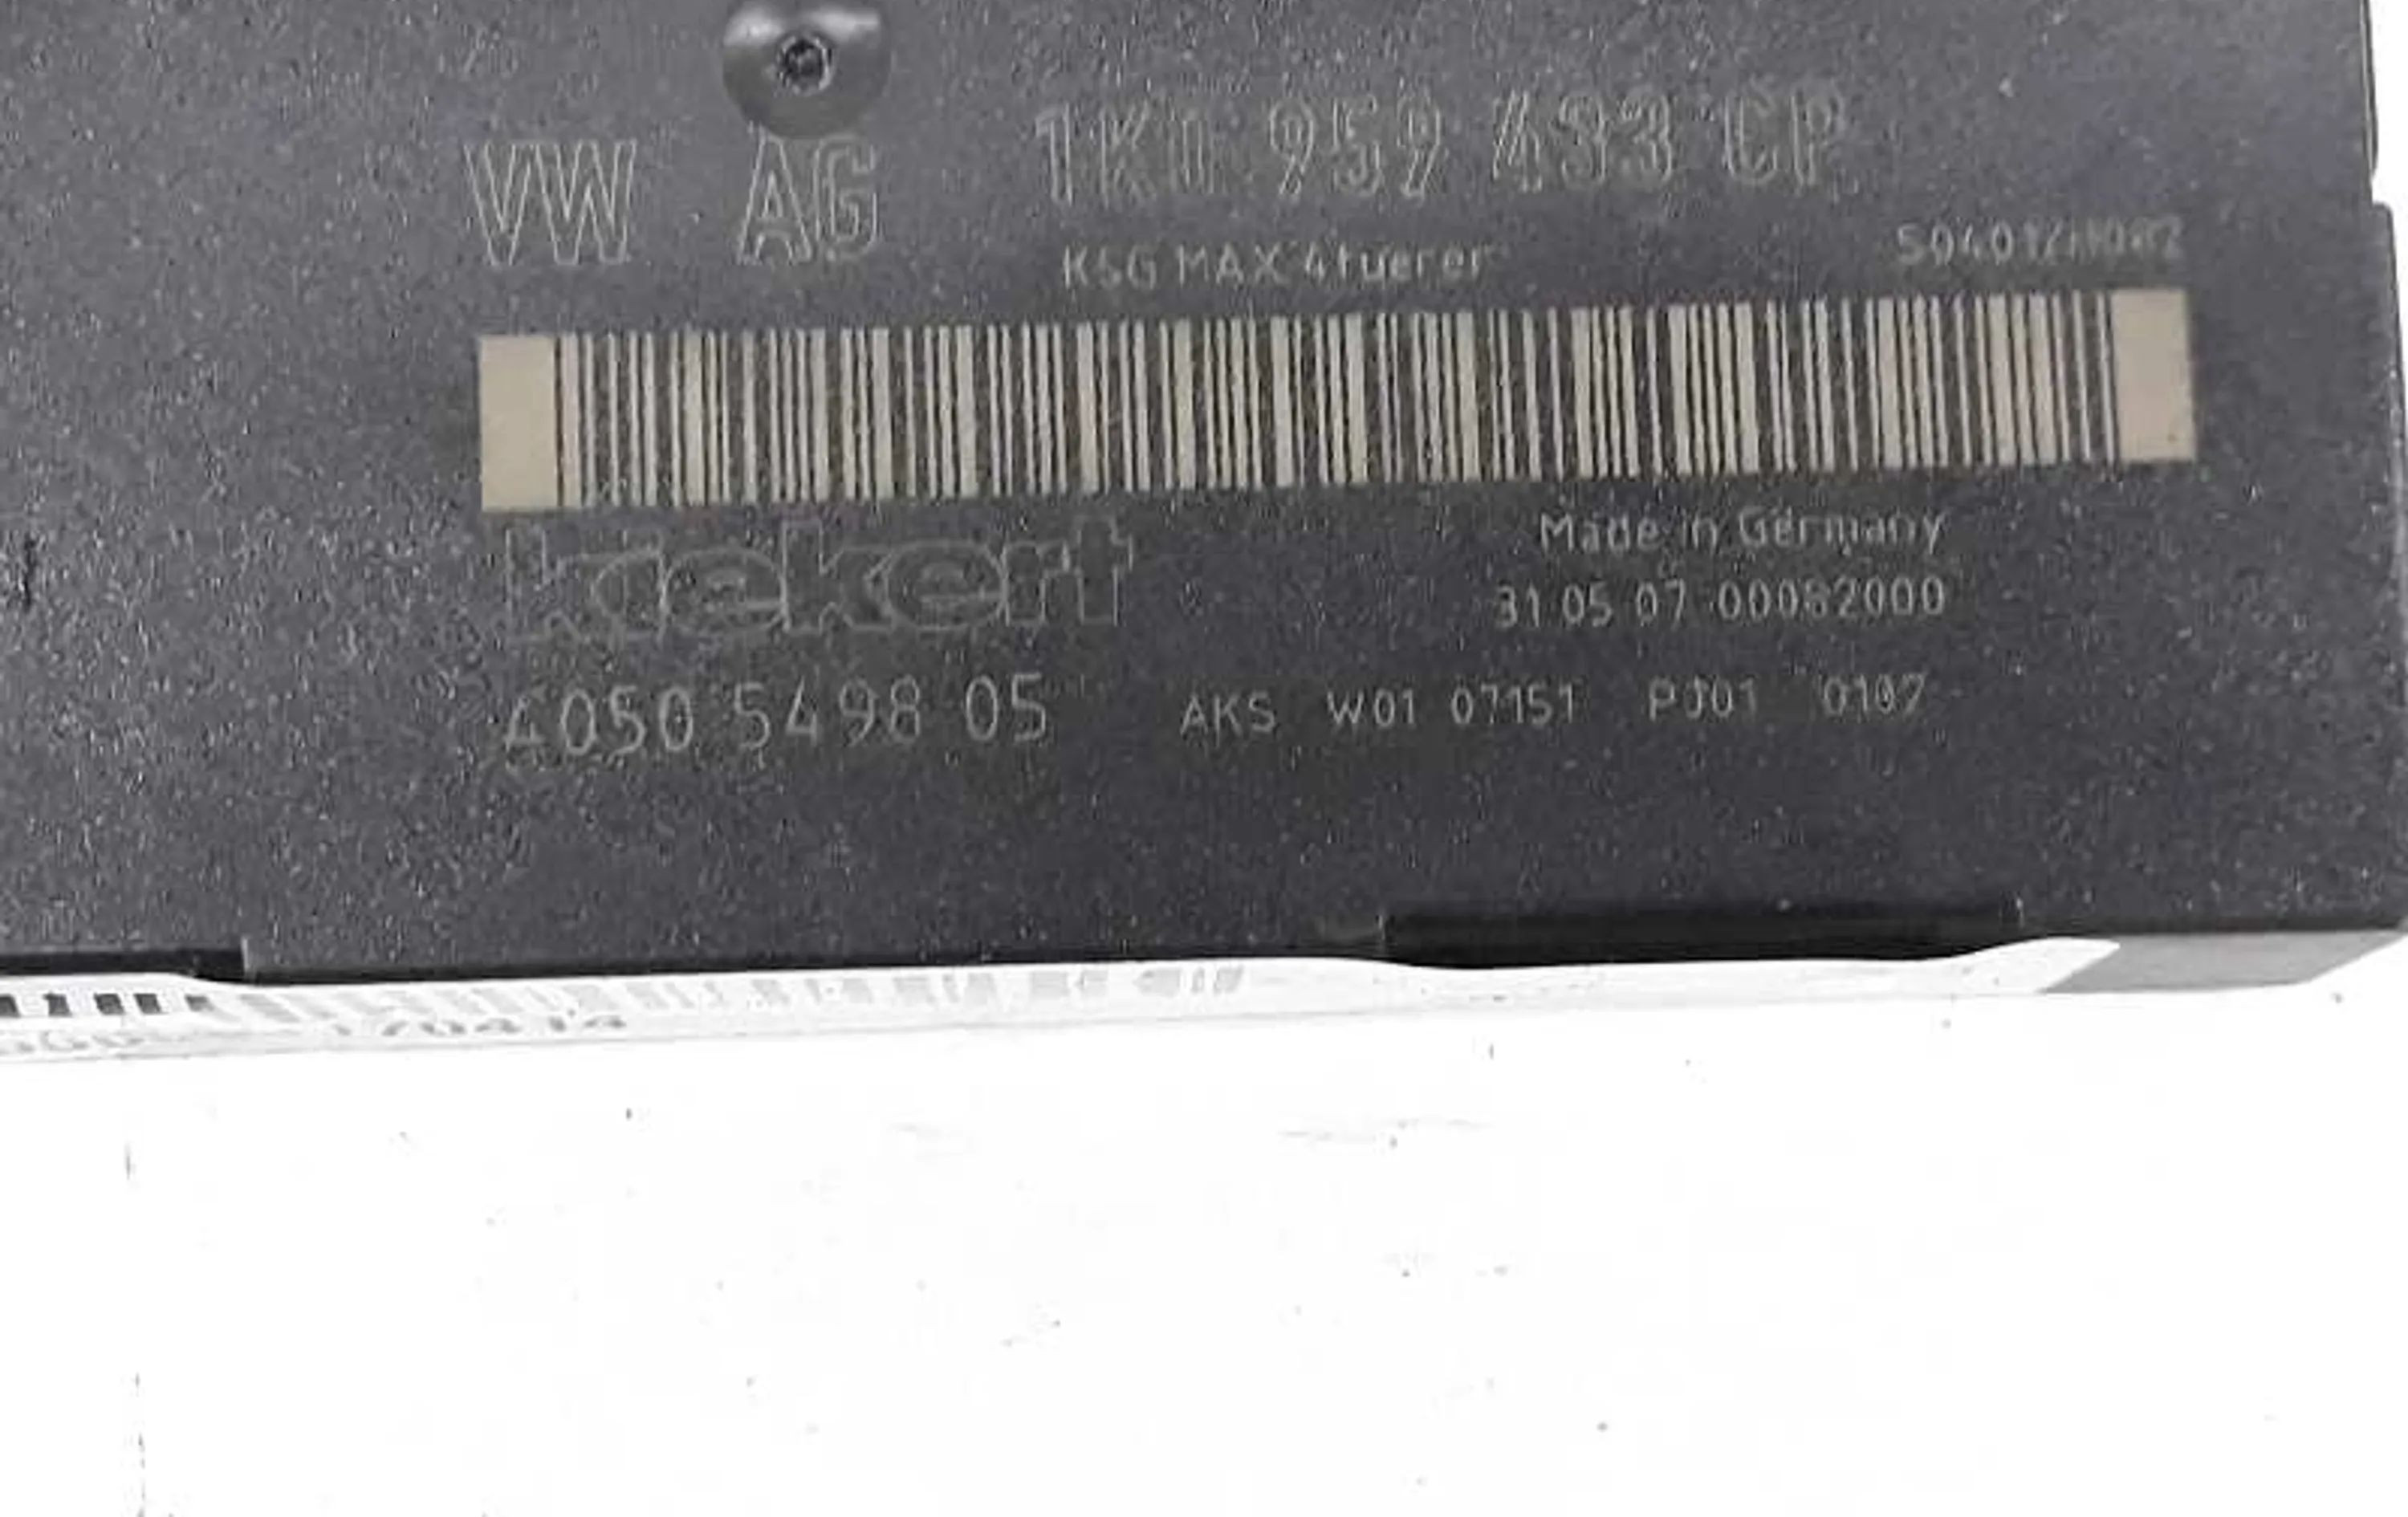 VW AG 1K0 959 433 CP
KSG MAX 4tuerer
kiekert
Made in Germany
31 05 07 00082000
4050 5498 05 AKS W01 07151 P001